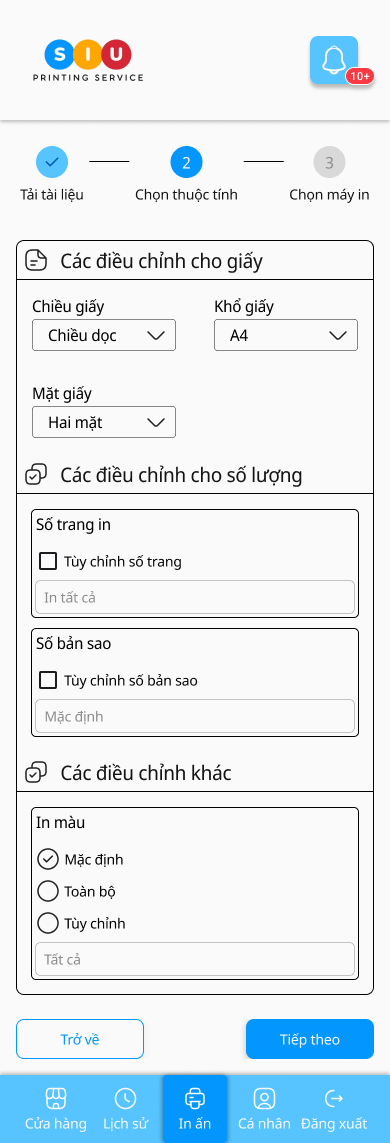 SIU
PRINTING SERVICE
10+
2
3
Tải tài liệu
Chọn thuộc tính
Chọn máy in
Các điều chỉnh cho giấy
Chiều giấy
Khổ giấy
Chiều dọc
A4
Mặt giấy
Hai mặt
Các điều chỉnh cho số lượng
Số trang in
Tùy chỉnh số trang
In tất cả
Số bản sao
Tùy chỉnh số bản sao
Mặc định
Các điều chỉnh khác
In màu
Mặc định
Toàn bộ
Tùy chỉnh
Tất cả
Trở về
Tiếp theo
Cửa hàng
Lịch sử
In ấn
Cá nhân
Đăng xuất